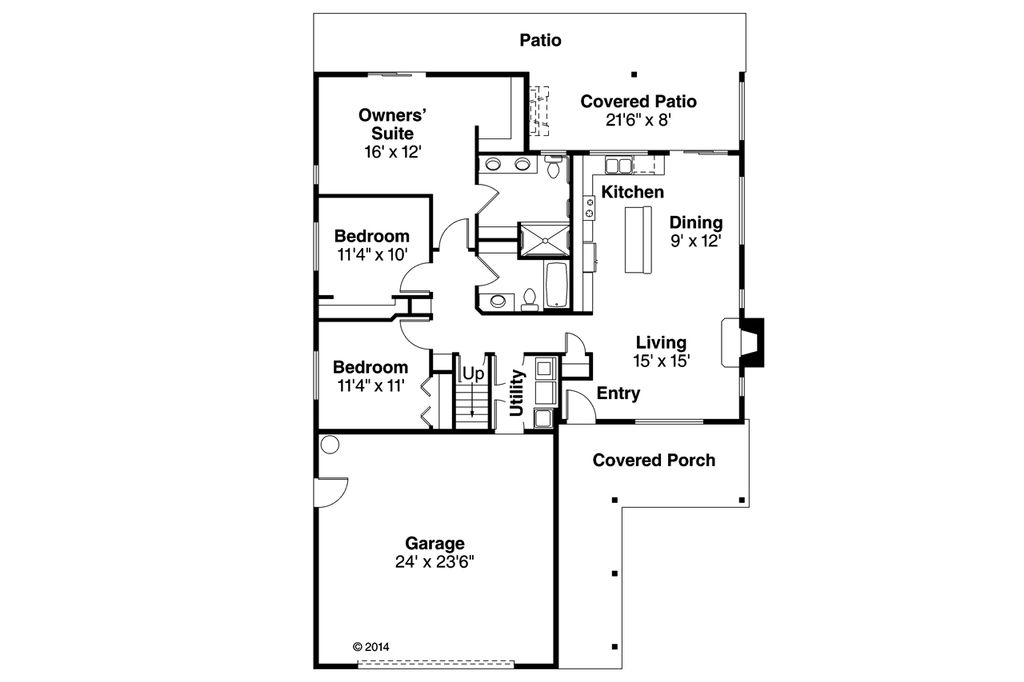 Patio
Covered Patio
21'6" x 8'
Owners'
Suite
16' x 12'
Kitchen
Dining
9' x 12'
Bedroom
11'4" x 10'
Living
15' x 15'
Bedroom
11'4" x 11'
Up
Utility
Entry
Covered Porch
Garage
24' x 23'6"
© 2014